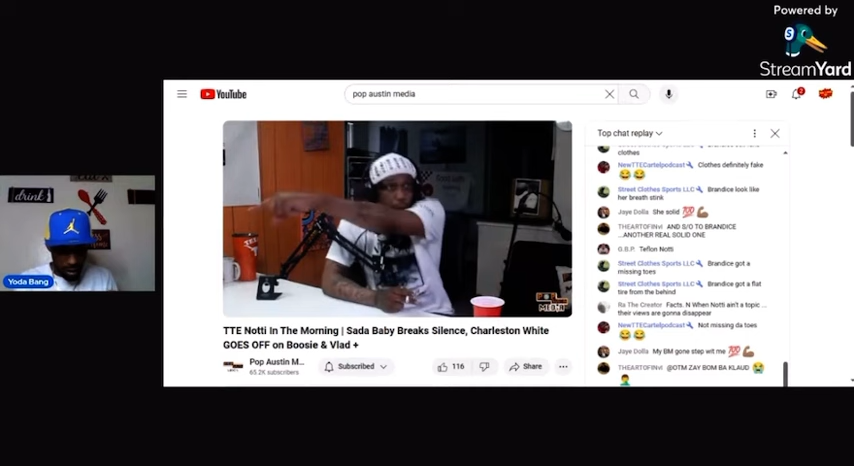 Powered by
StreamYard
YouTube
pop austin media
2
Top chat replay
clothes
NewTTECartelpodcast Clothes definitely fake
Street Clothes Sports LLC Brandice look like
her breath stink
Jaye Dolla She solid 💯 💪🏽
THEARTOFINvi AND S/O TO BRANDICE
...ANOTHER REAL SOLID ONE
O.B.P. Teflon Notti
Street Clothes Sports LLC Brandice got a
missing toes
Street Clothes Sports LLC Brandice got a flat
tire from the behind
Ra The Creator Facts. N When Notti ain't a topic ...
their views are gonna disappear
NewTTECartelpodcast Not missing da toes
😂😂
Jaye Dolla My BM gone step wit me 💯 💪🏽
THEARTOFINvi @OTM ZAY BOM BA KLAUD 😭
drink
Yoda Bang
POP
MEDIA
TTE Notti In The Morning | Sada Baby Breaks Silence, Charleston White
GOES OFF on Boosie & Vlad +
Pop Austin M...
65.2K subscribers
Subscribed
116
Share